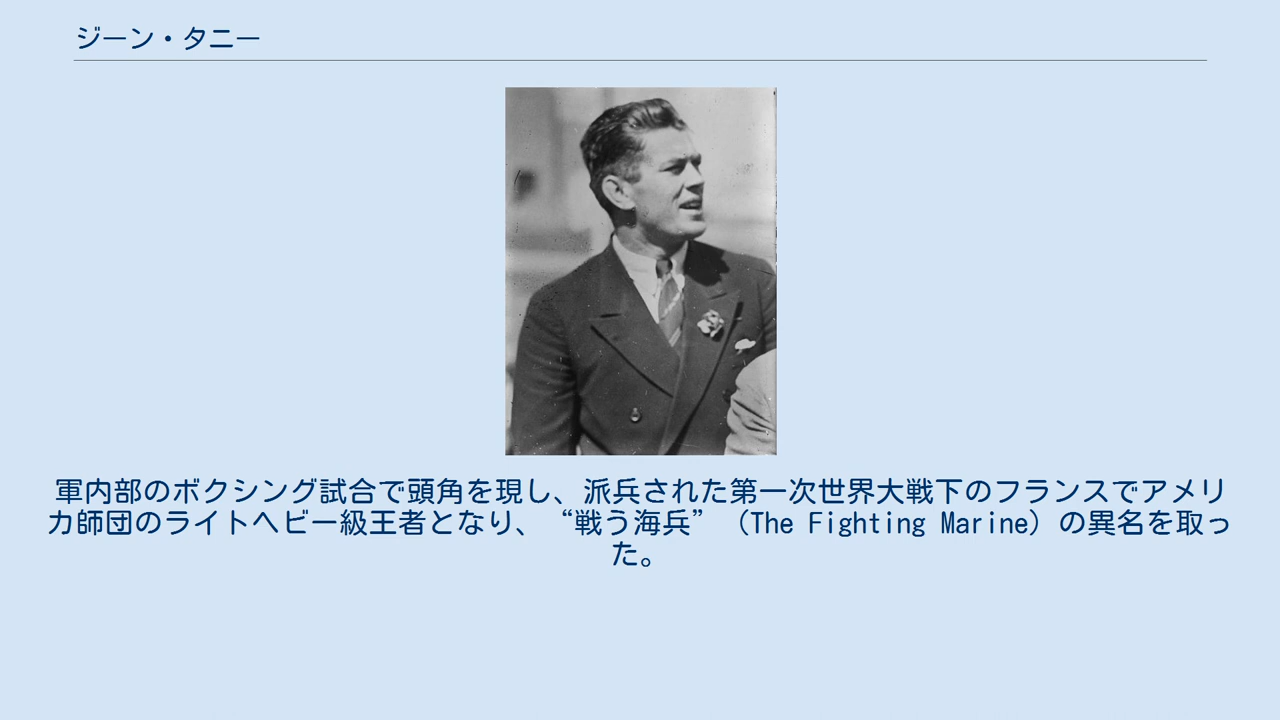 ジーン・タニー
軍内部のボクシング試合で頭角を現し、派兵された第一次世界大戦下のフランスでアメリ
カ師団のライトヘビー級王者となり、“戦う海兵”（The Fighting Marine）の異名を取っ
た。